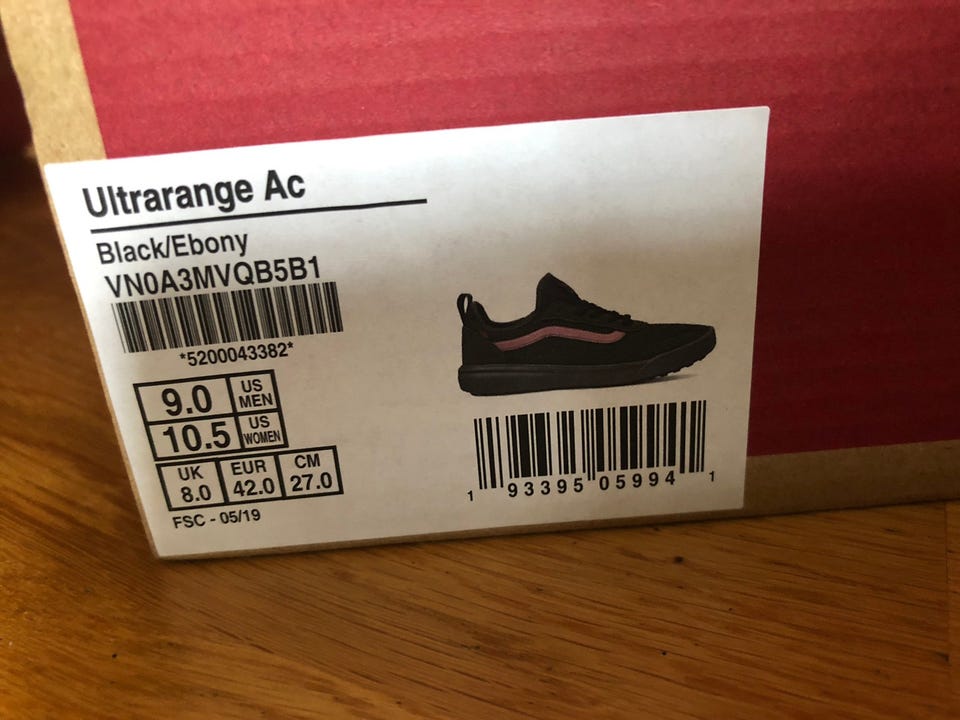 Ultrarange Ac
Black/Ebony
VN0A3MVQB5B1
*5200043382*
9.0 US MEN
10.5 US WOMEN
UK EUR CM
8.0 42.0 27.0
FSC - 05/19
1 93395 05994 1